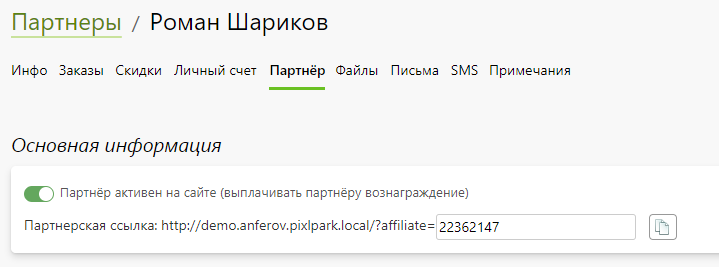 Партнеры / Роман Шариков
Инфо Заказы Скидки Личный счет Партнёр Файлы Письма SMS Примечания
Основная информация
Партнёр активен на сайте (выплачивать партнёру вознаграждение)
Партнерская ссылка: http://demo.anferov.pixlpark.local/?affiliate= 22362147